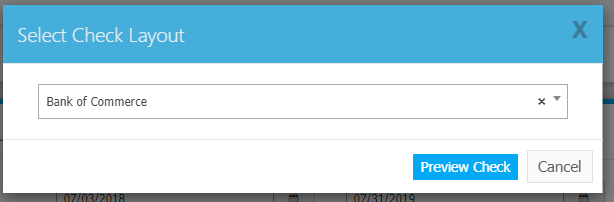 Select Check Layout X
Bank of Commerce ×
Preview Check Cancel
07/03/2018 07/31/2019